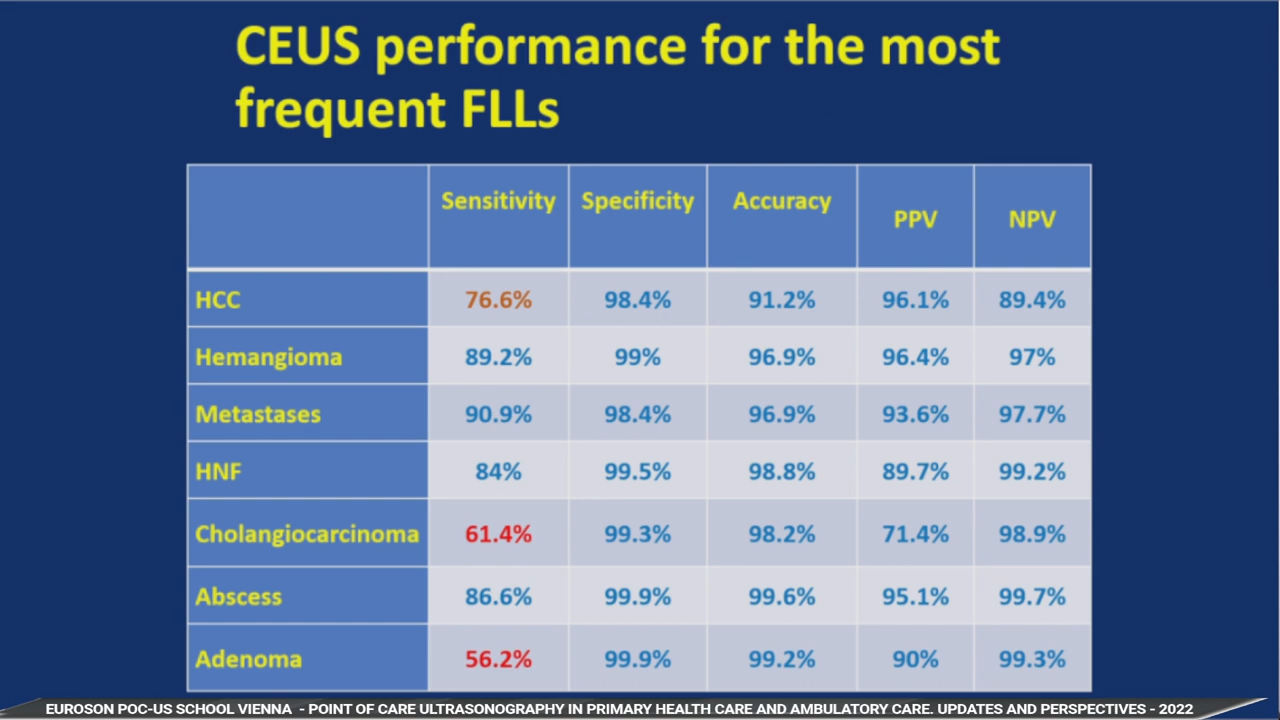 CEUS performance for the most
frequent FLLs
Sensitivity Specificity Accuracy PPV NPV
HCC 76.6% 98.4% 91.2% 96.1% 89.4%
Hemangioma 89.2% 99% 96.9% 96.4% 97%
Metastases 90.9% 98.4% 96.9% 93.6% 97.7%
HNF 84% 99.5% 98.8% 89.7% 99.2%
Cholangiocarcinoma 61.4% 99.3% 98.2% 71.4% 98.9%
Abscess 86.6% 99.9% 99.6% 95.1% 99.7%
Adenoma 56.2% 99.9% 99.2% 90% 99.3%
EUROSON POC-US SCHOOL VIENNA - POINT OF CARE ULTRASONOGRAPHY IN PRIMARY HEALTH CARE AND AMBULATORY CARE. UPDATES AND PERSPECTIVES - 2022